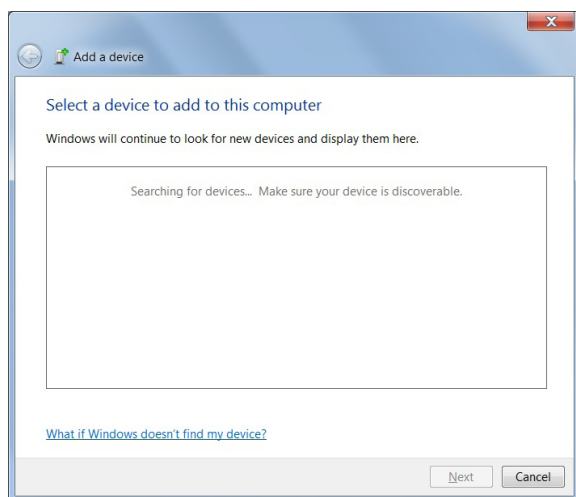 Add a device
Select a device to add to this computer
Windows will continue to look for new devices and display them here.
Searching for devices... Make sure your device is discoverable.
What if Windows doesn't find my device?
Next
Cancel